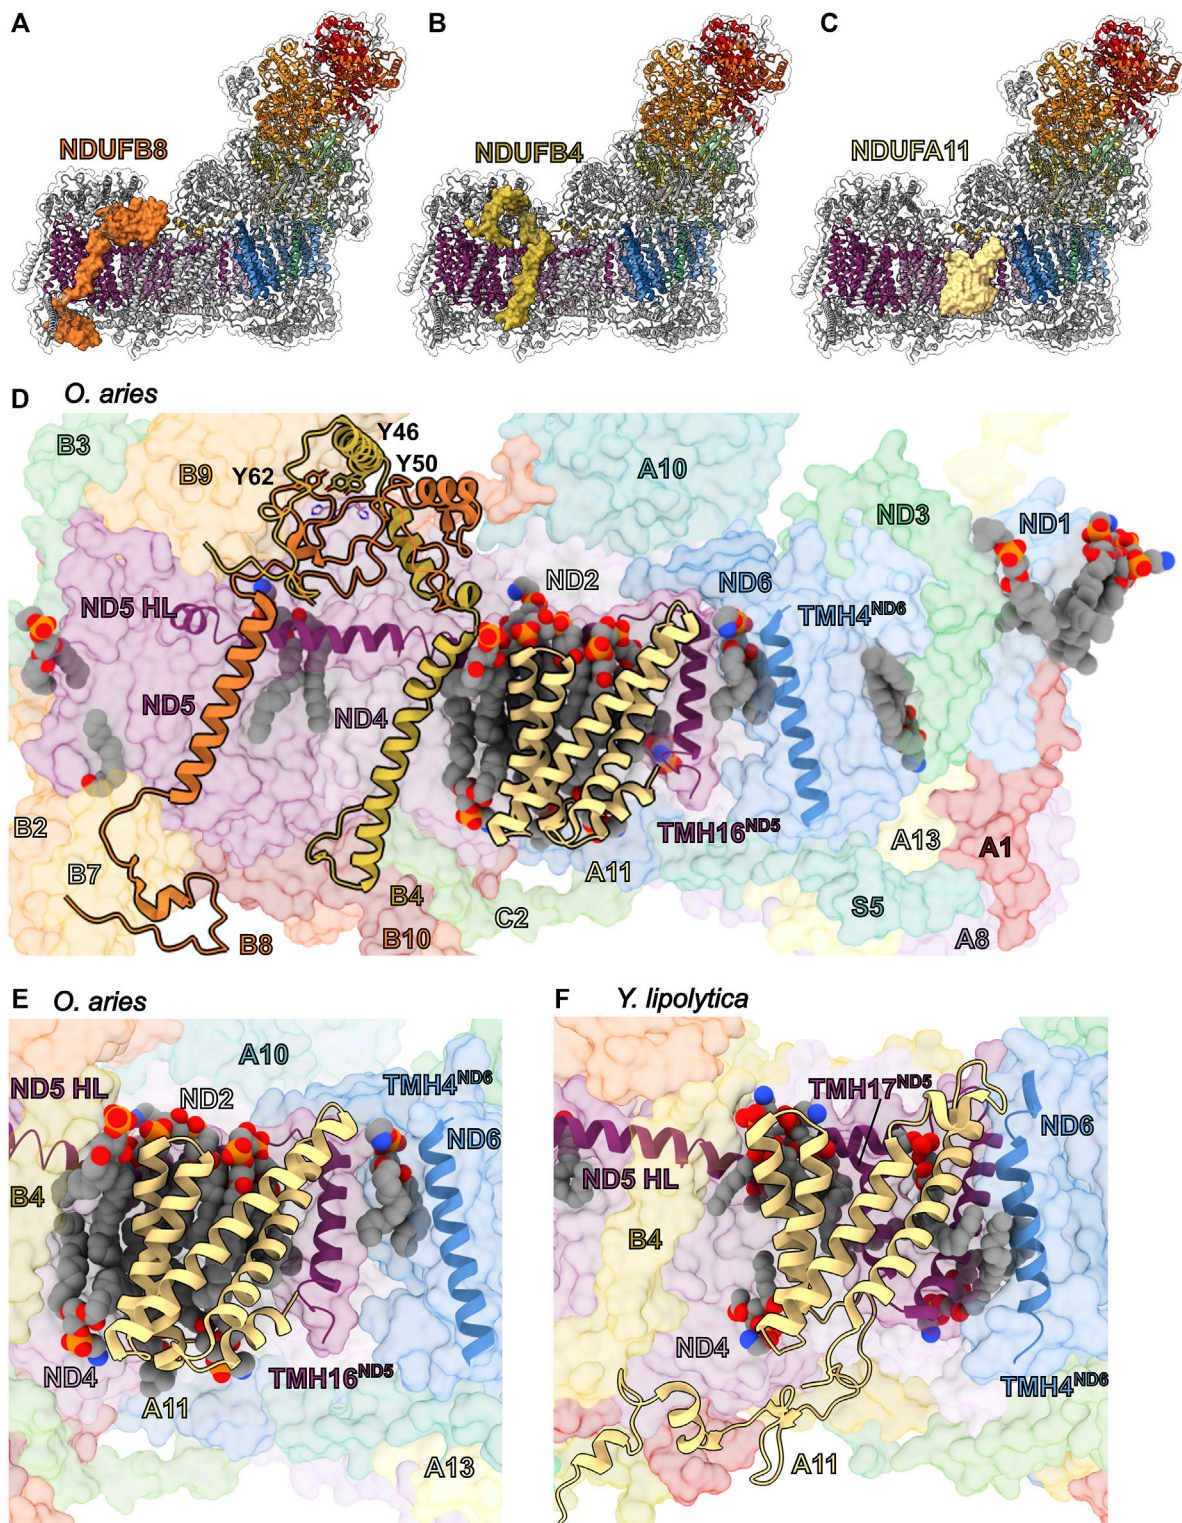 A
B
C
NDUFB8
NDUFB4
NDUFA11
D
O. aries
B3
B9
Y62
Y46
Y50
A10
ND3
ND1
ND5 HL
ND2
ND6
TMH4ND6
ND5
ND4
TMH16ND5
B2
B7
A11
A13
A1
B4
C2
S5
B8
B10
A8
E
O. aries
A10
ND5 HL
ND2
TMH4ND6
ND6
B4
ND4
TMH16ND5
A11
A13
F
Y. lipolytica
TMH17ND5
ND6
ND5 HL
B4
ND4
TMH4ND6
A11